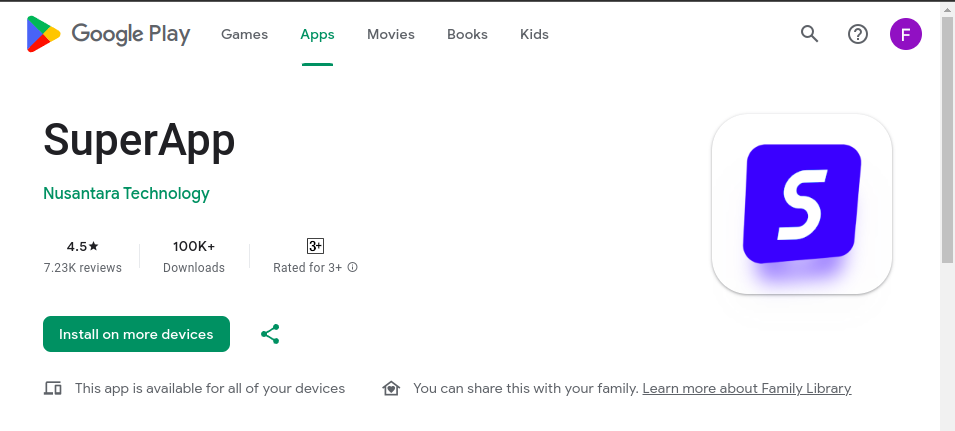 Google Play Games Apps Movies Books Kids F
SuperApp
S
Nusantara Technology
4.5★ 100K+ 3+
7.23K reviews Downloads Rated for 3+
Install on more devices
This app is available for all of your devices You can share this with your family. Learn more about Family Library